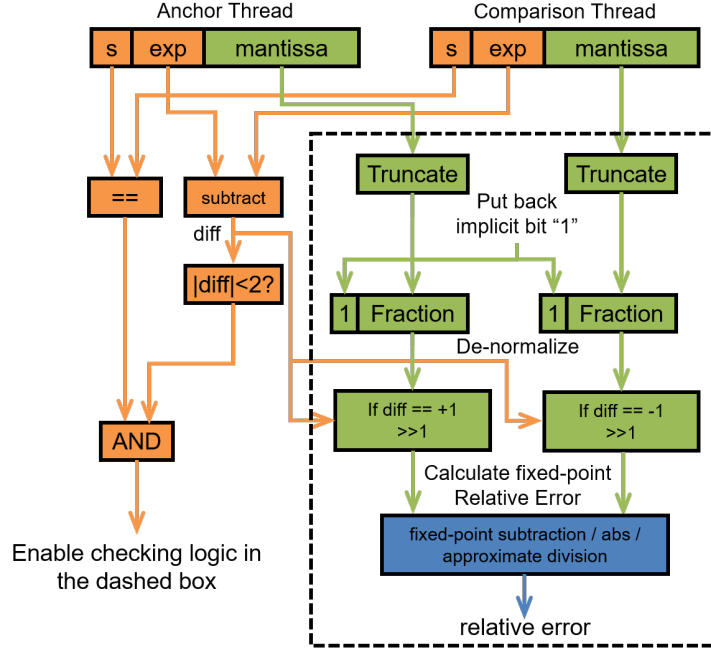 Anchor Thread
Comparison Thread
s exp mantissa
s exp mantissa
Truncate
Truncate
==
subtract
Put back
implicit bit “1”
diff
|diff|<2?
1 Fraction
1 Fraction
De-normalize
If diff == +1
>>1
If diff == -1
>>1
AND
Calculate fixed-point
Relative Error
fixed-point subtraction / abs /
approximate division
Enable checking logic in
the dashed box
relative error